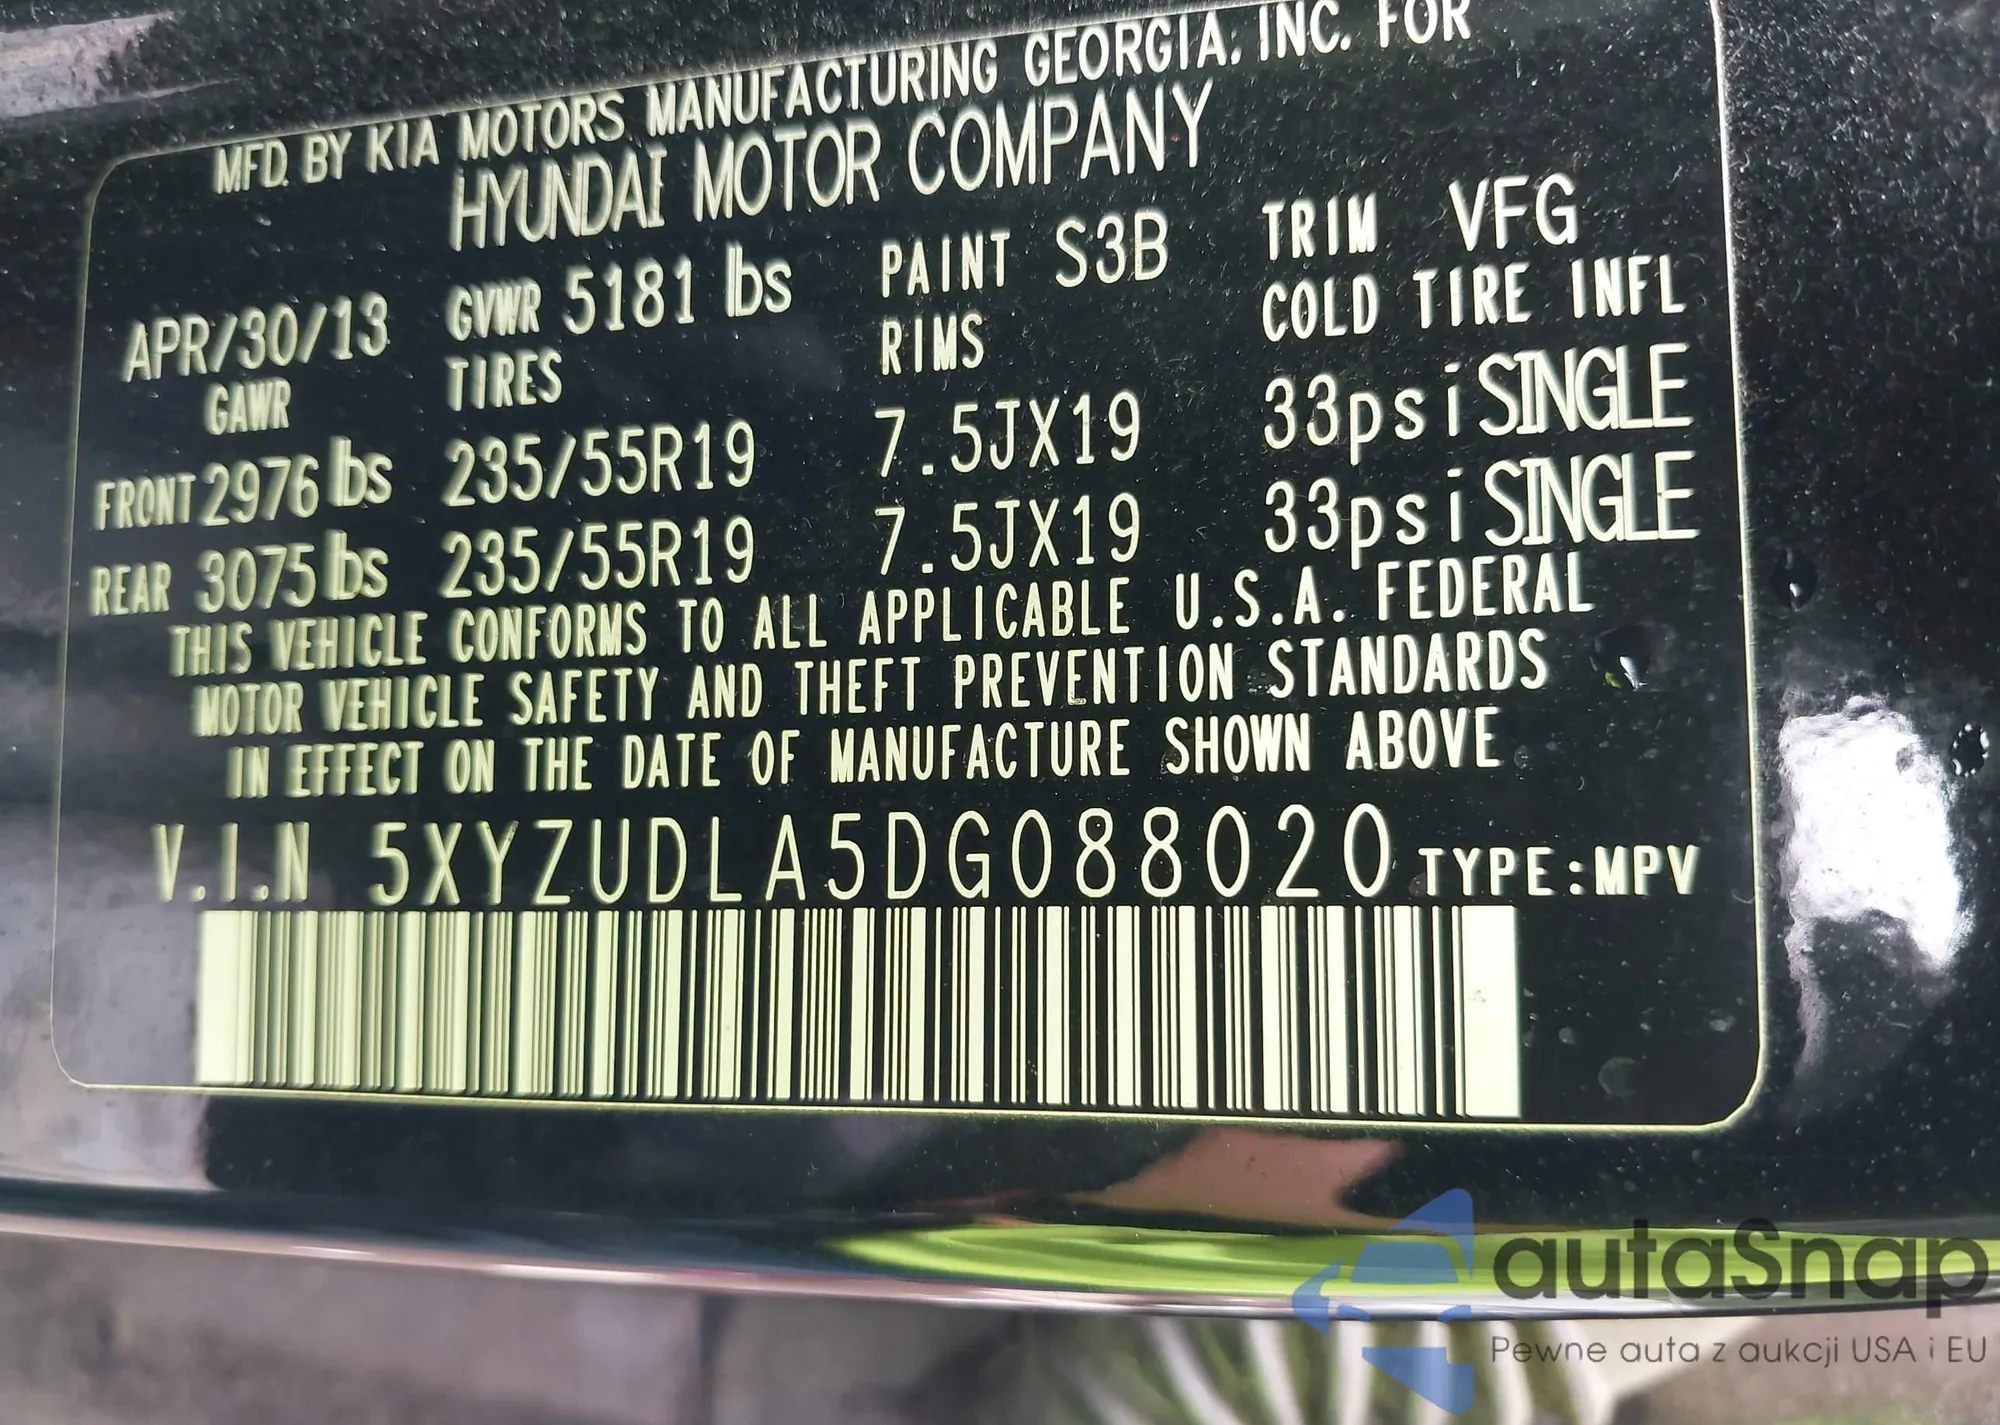 MFD. BY KIA MOTORS MANUFACTURING GEORGIA, INC. FOR
HYUNDAI MOTOR COMPANY
APR/30/13 GVWR 5181 lbs PAINT S3B TRIM VFG
GAWR TIRES RIMS COLD TIRE INFL
FRONT 2976 lbs 235/55R19 7.5JX19 33psi SINGLE
REAR 3075 lbs 235/55R19 7.5JX19 33psi SINGLE
THIS VEHICLE CONFORMS TO ALL APPLICABLE U.S.A. FEDERAL
MOTOR VEHICLE SAFETY AND THEFT PREVENTION STANDARDS
IN EFFECT ON THE DATE OF MANUFACTURE SHOWN ABOVE
V.I.N 5XYZUDLA5DG088020 TYPE:MPV
autaSnap
Pewne auta z aukcji USA i EU